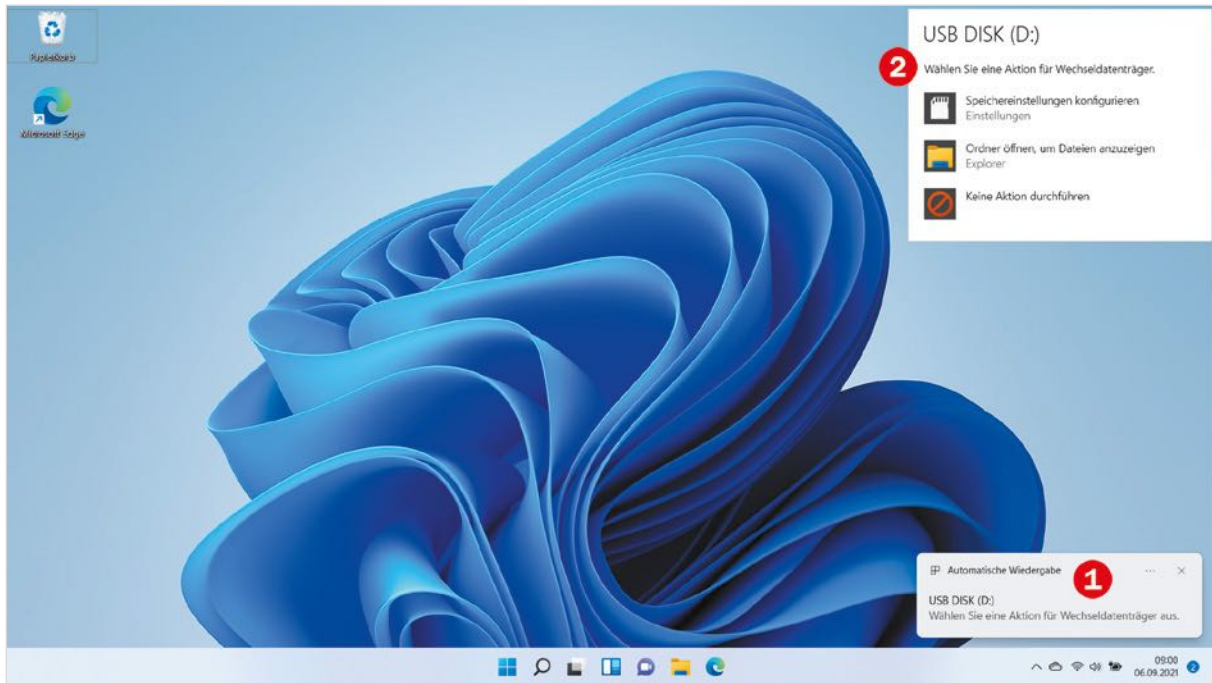 Papierkorb
Microsoft Edge
USB DISK (D:)
2
Wählen Sie eine Aktion für Wechseldatenträger.
Speichereinstellungen konfigurieren
Einstellungen
Ordner öffnen, um Dateien anzuzeigen
Explorer
Keine Aktion durchführen
Automatische Wiedergabe
1
USB DISK (D:)
Wählen Sie eine Aktion für Wechseldatenträger aus.
09:00
06.09.2021
2